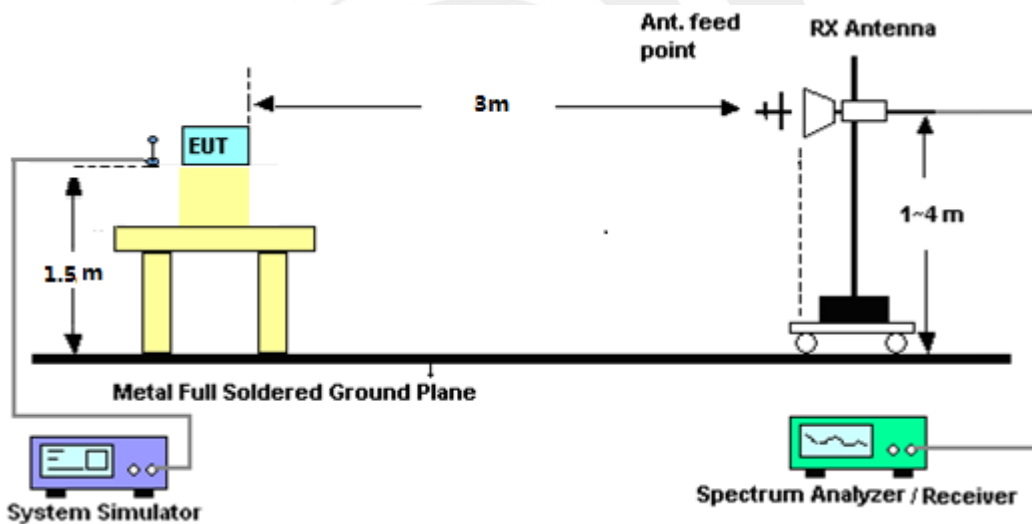 Ant. feed
point
RX Antenna
3m
EUT
1~4 m
1.5 m
Metal Full Soldered Ground Plane
System Simulator
Spectrum Analyzer / Receiver